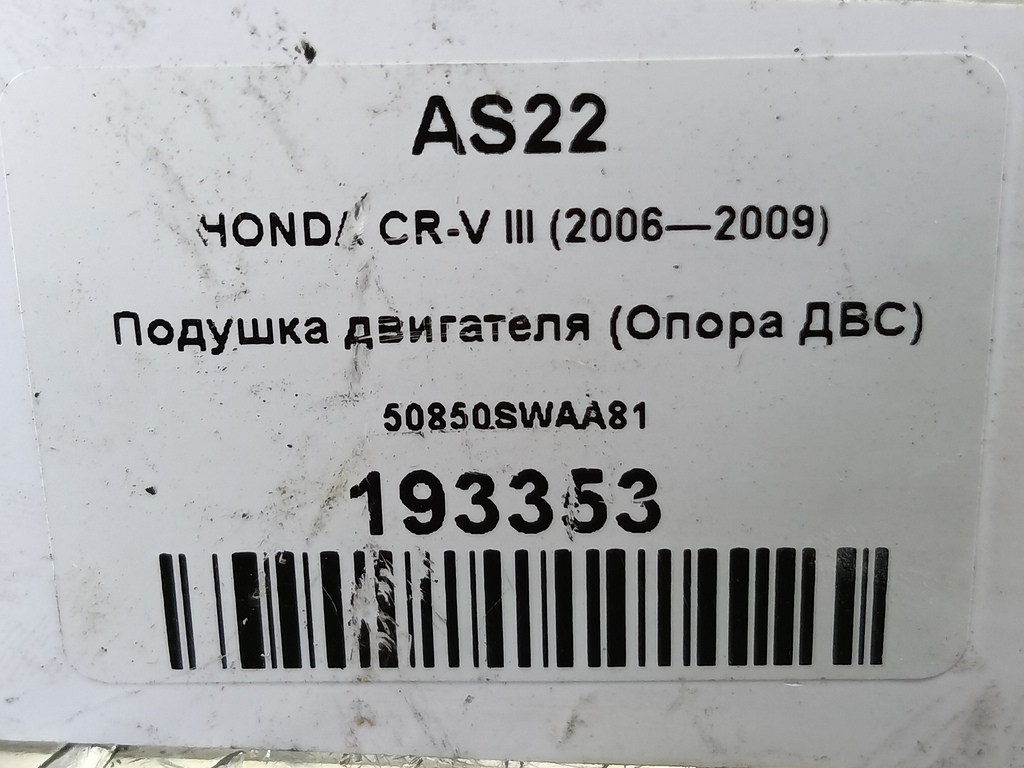 AS22
HONDA CR-V III (2006—2009)
Подушка двигателя (Опора ДВС)
50850SWAA81
193353